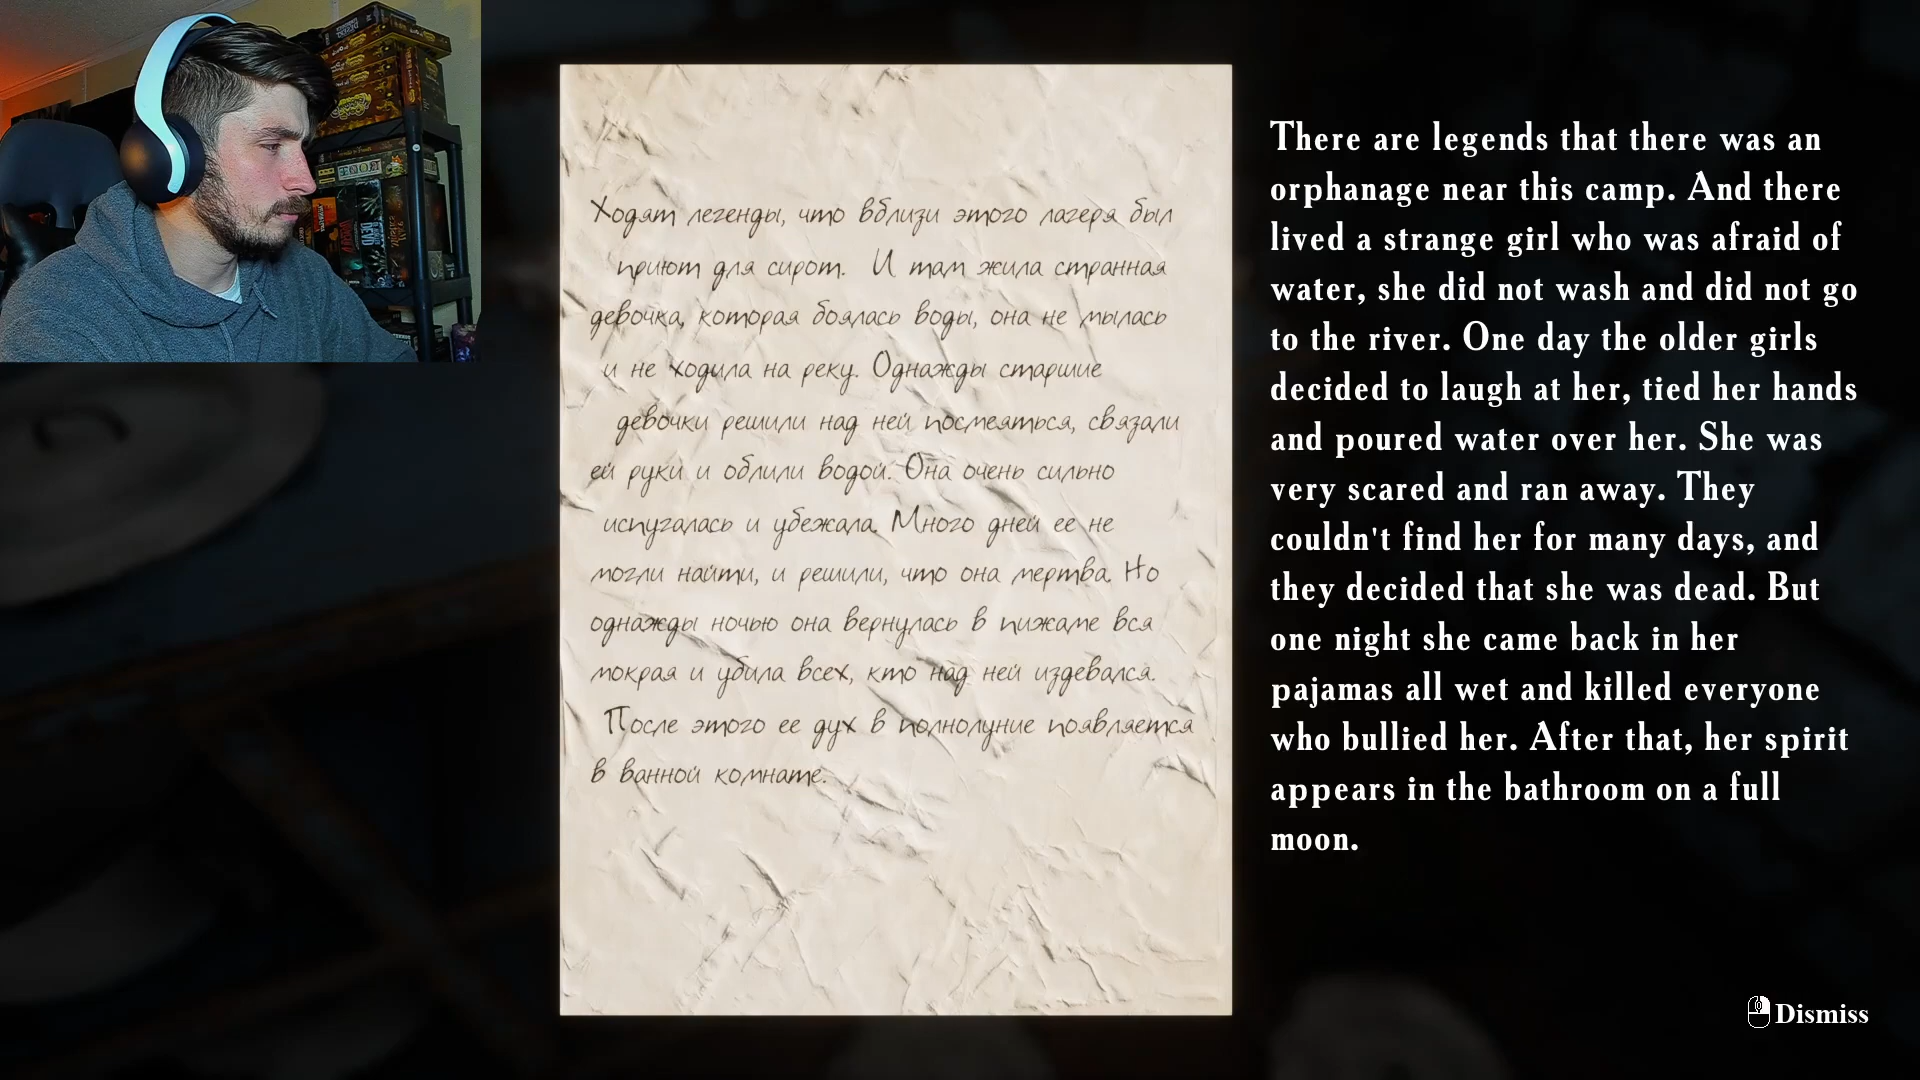 Ходят легенды, что вблизи этого лагеря был
приют для сирот. И там жила странная
девочка, которая боялась воды, она не мылась
и не ходила на реку. Однажды старшие
девочки решили над ней посмеяться, связали
ей руки и облили водой. Она очень сильно
испугалась и убежала. Много дней ее не
могли найти, и решили, что она мертва. Но
однажды ночью она вернулась в пижаме вся
мокрая и убила всех, кто над ней издевался.
После этого ее дух в полнолуние появляется
в ванной комнате.
There are legends that there was an
orphanage near this camp. And there
lived a strange girl who was afraid of
water, she did not wash and did not go
to the river. One day the older girls
decided to laugh at her, tied her hands
and poured water over her. She was
very scared and ran away. They
couldn't find her for many days, and
they decided that she was dead. But
one night she came back in her
pajamas all wet and killed everyone
who bullied her. After that, her spirit
appears in the bathroom on a full
moon.
Dismiss